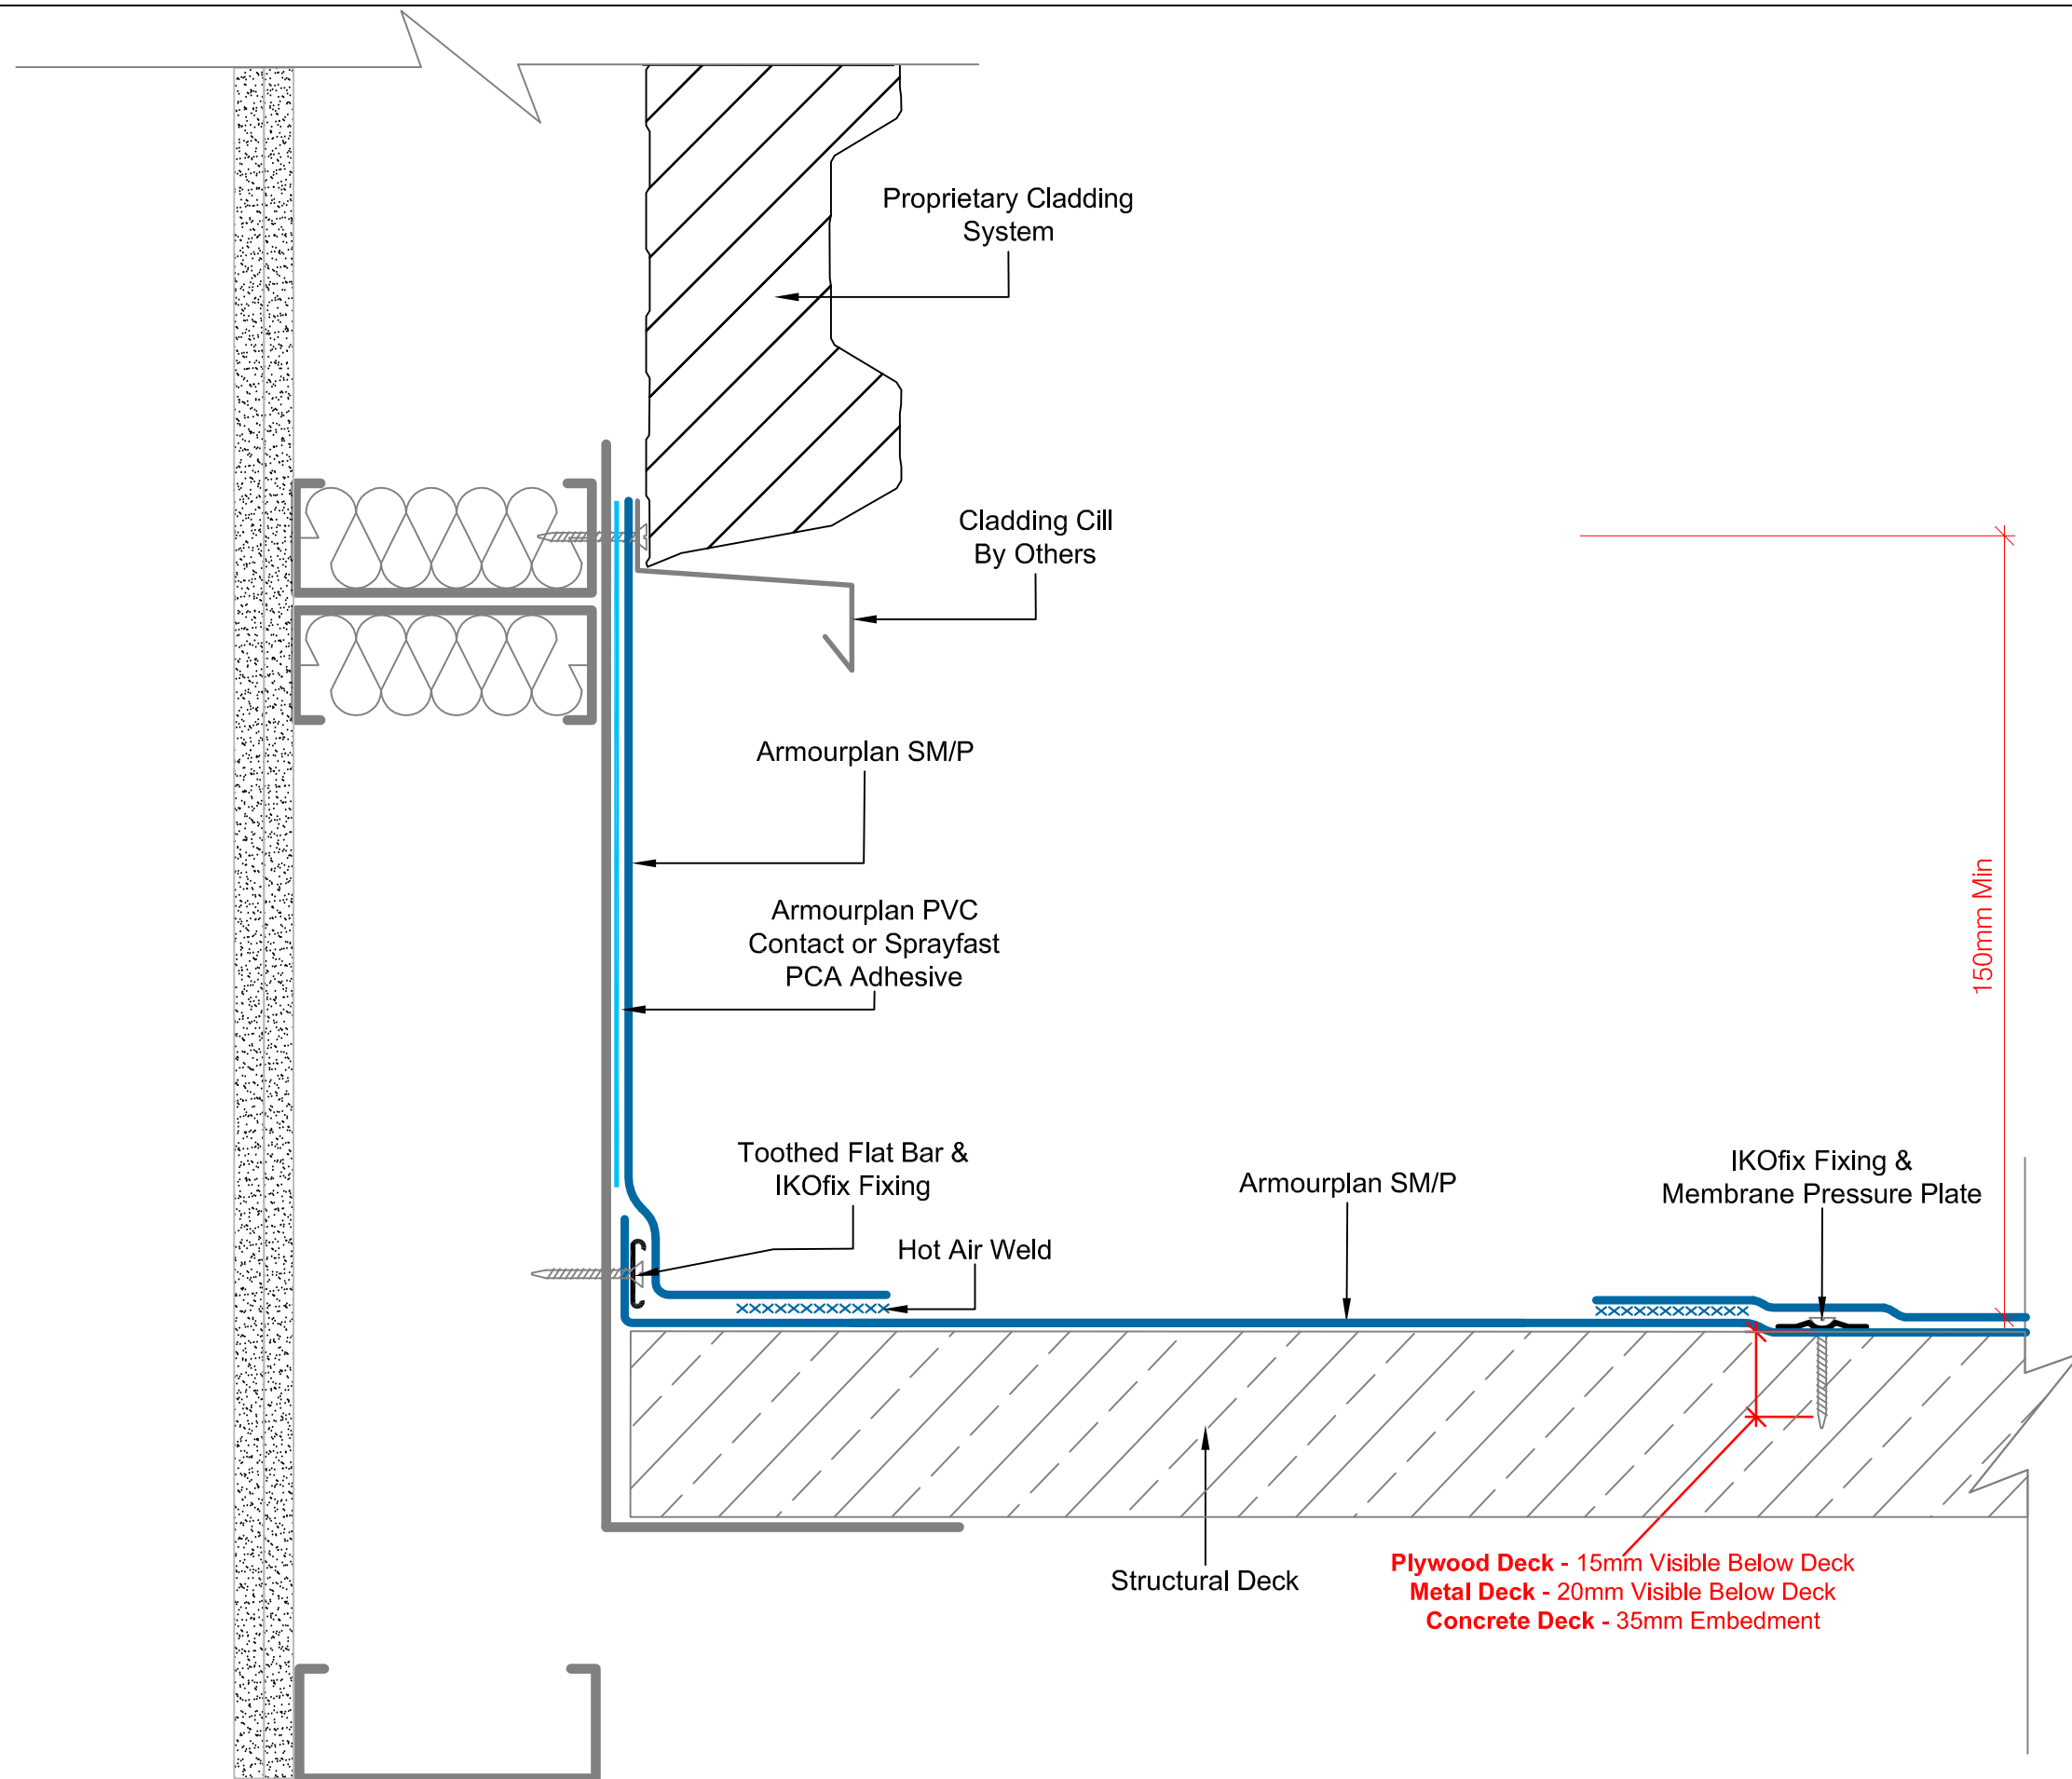 Proprietary Cladding
System
Cladding Cill
By Others
Armourplan SM/P
Armourplan PVC
Contact or Sprayfast
PCA Adhesive
150mm Min
Toothed Flat Bar &
IKOfix Fixing
Hot Air Weld
Armourplan SM/P
IKOfix Fixing &
Membrane Pressure Plate
Structural Deck
Plywood Deck - 15mm Visible Below Deck
Metal Deck - 20mm Visible Below Deck
Concrete Deck - 35mm Embedment